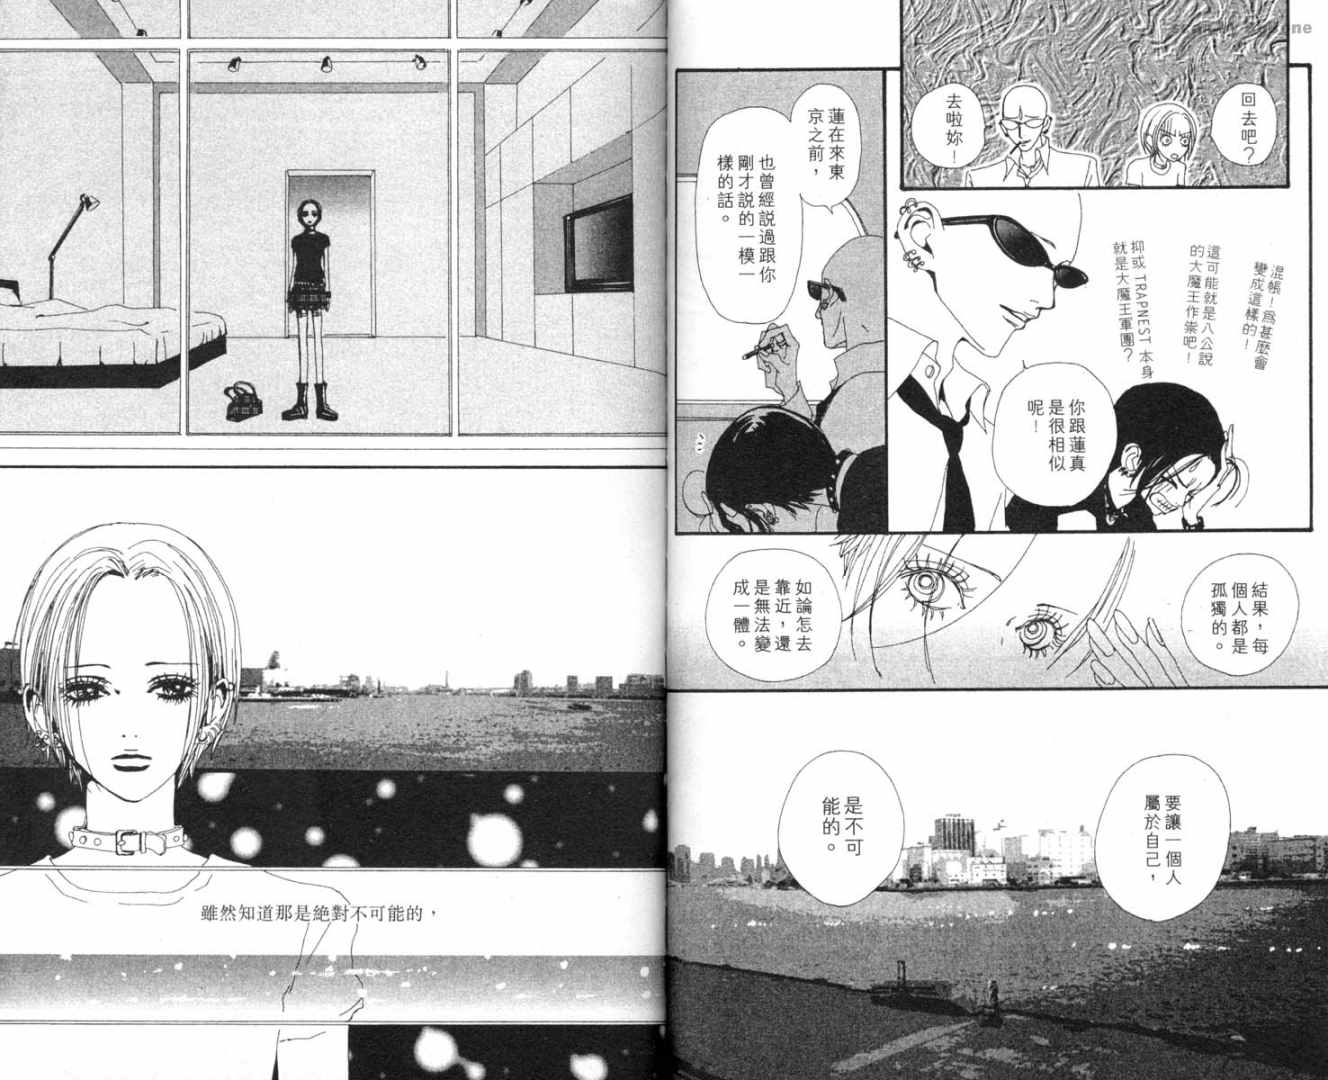 回去吧？
去啦妳！
混帳！為甚麼會
變成這樣的！
這可能就是八公說
的大魔王作祟吧！
抑或 TRAPNEST 本身
就是大魔王軍團？
你跟蓮真
是很相似
呢！
蓮在來東
京之前，
也曾經說過跟你
剛才說的一模一
樣的話。
結果，每
個人都是
孤獨的。
如論怎去
靠近，還
是無法變
成一體。
要讓一個人
屬於自己，
是不可
能的。
雖然知道那是絕對不可能的，